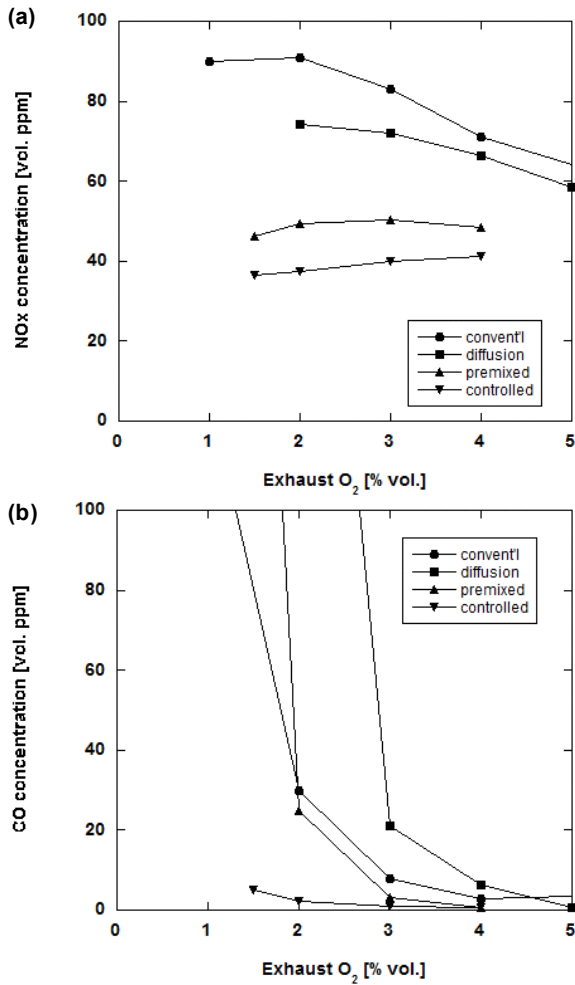 (a)
100
80
60
40
20
0
NOx concentration [vol. ppm]
convent'l
diffusion
premixed
controlled
0 1 2 3 4 5
Exhaust O2 [% vol.]
(b)
100
80
60
40
20
0
CO concentration [vol. ppm]
convent'l
diffusion
premixed
controlled
0 1 2 3 4 5
Exhaust O2 [% vol.]